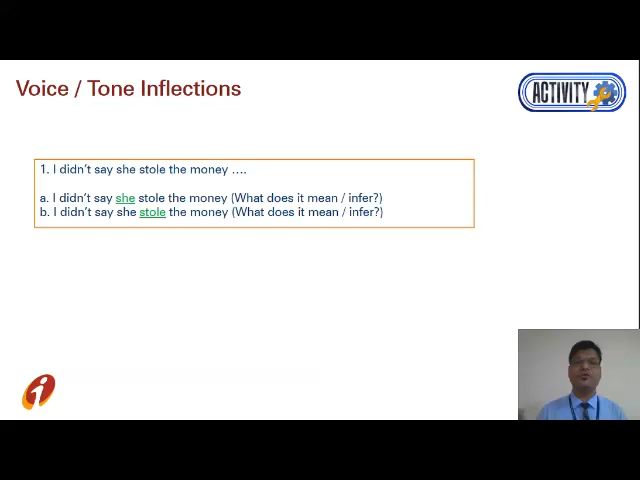 Voice / Tone Inflections
ACTIVITY
1. I didn't say she stole the money ....
a. I didn't say she stole the money (What does it mean / infer?)
b. I didn't say she stole the money (What does it mean / infer?)